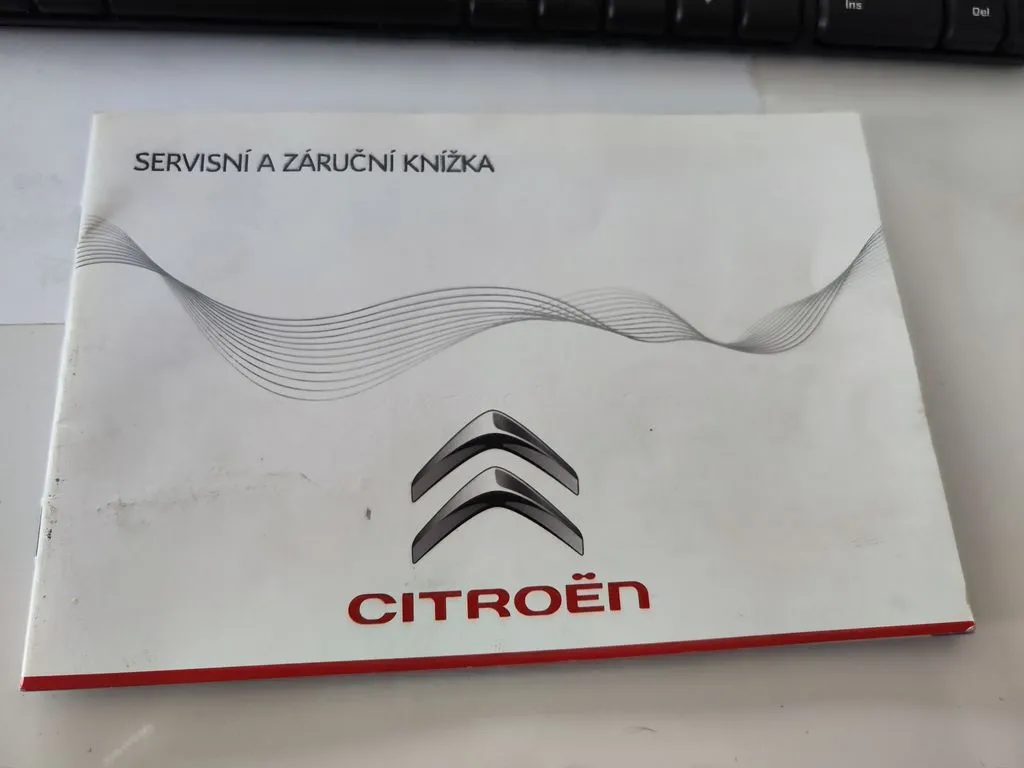 Ins
Del
SERVISNÍ A ZÁRUČNÍ KNÍŽKA
CITROËN